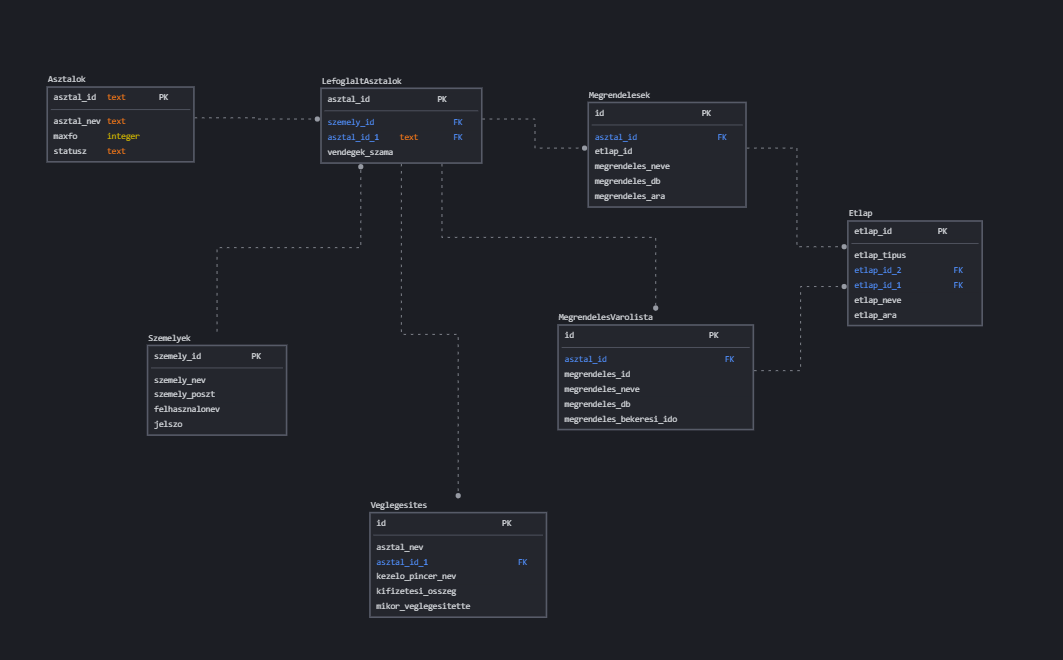 Asztalok
asztal_id text PK
asztal_nev text
maxfo integer
statusz text
LefoglaltAsztalok
asztal_id PK
szemely_id FK
asztal_id_1 text FK
vendegek_szama
Megrendelesek
id PK
asztal_id FK
etlap_id
megrendeles_neve
megrendeles_db
megrendeles_ara
Etlap
etlap_id PK
etlap_tipus
etlap_id_2 FK
etlap_id_1 FK
etlap_neve
etlap_ara
Szemelyek
szemely_id PK
szemely_nev
szemely_poszt
felhasznalonev
jelszo
MegrendelesVarolista
id PK
asztal_id FK
megrendeles_id
megrendeles_neve
megrendeles_db
megrendeles_bekeresi_ido
Veglegesites
id PK
asztal_nev
asztal_id_1 FK
kezelo_pincer_nev
kifizetesi_osszeg
mikor_veglegesitette